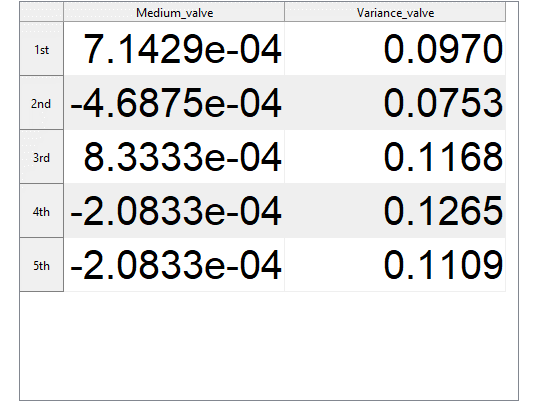 Medium_valve Variance_valve
1st 7.1429e-04 0.0970
2nd -4.6875e-04 0.0753
3rd 8.3333e-04 0.1168
4th -2.0833e-04 0.1265
5th -2.0833e-04 0.1109